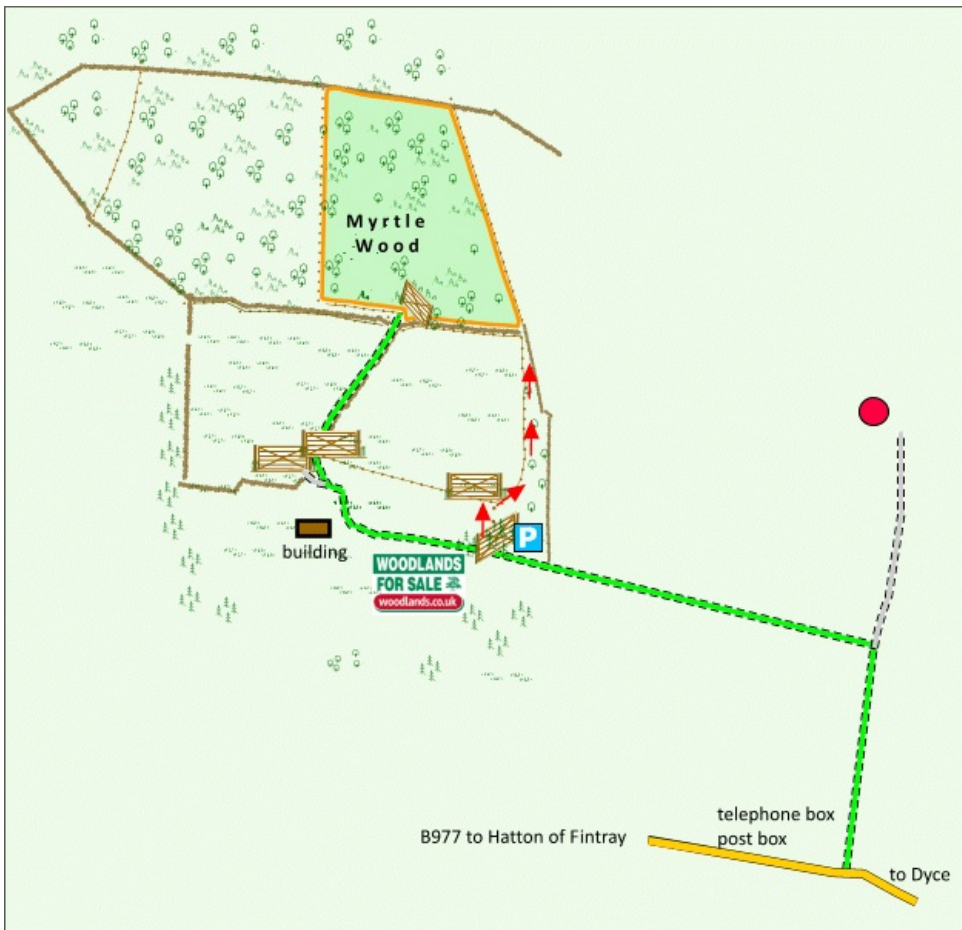 Myrtle
Wood
P
building
WOODLANDS
FOR SALE
woodlands.co.uk
telephone box
post box
B977 to Hatton of Fintray
to Dyce